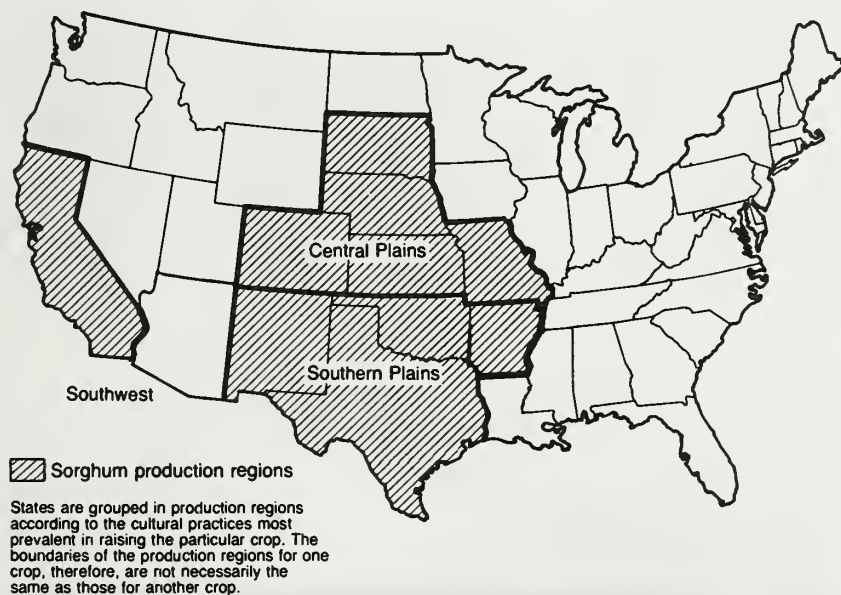 Central Plains
Southern Plains
Southwest
Sorghum production regions
States are grouped in production regions
according to the cultural practices most
prevalent in raising the particular crop. The
boundaries of the production regions for one
crop, therefore, are not necessarily the
same as those for another crop.